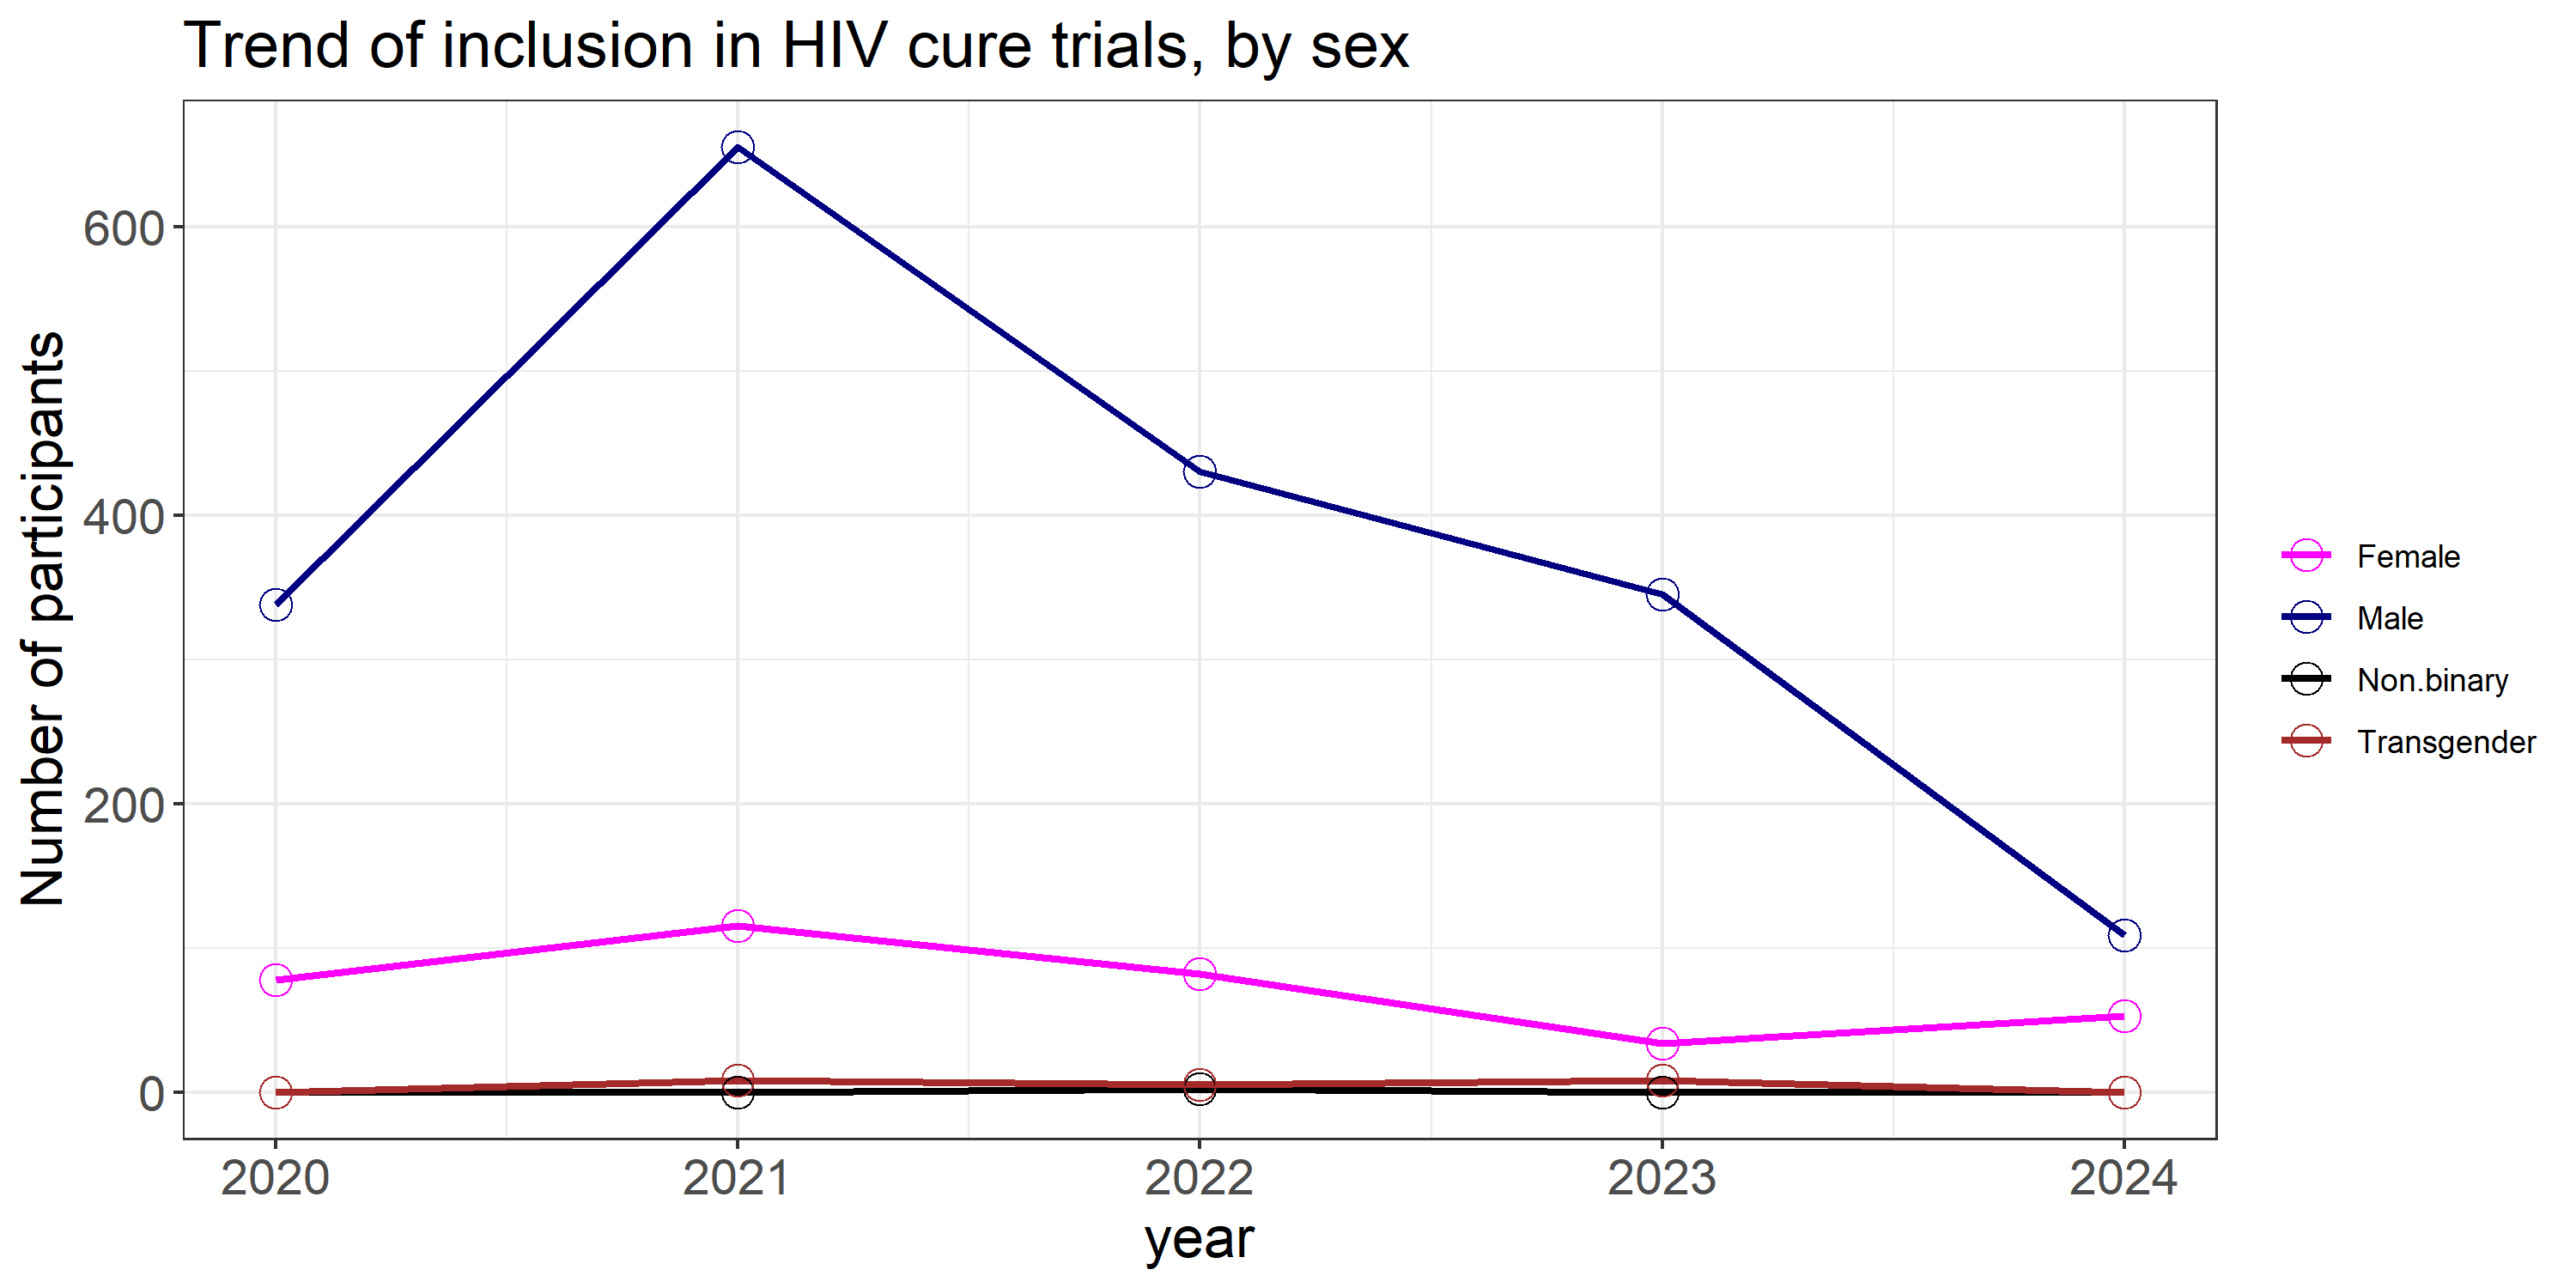 Trend of inclusion in HIV cure trials, by sex
Number of participants
600
400
200
0
2020 2021 2022 2023 2024
year
Female
Male
Non.binary
Transgender